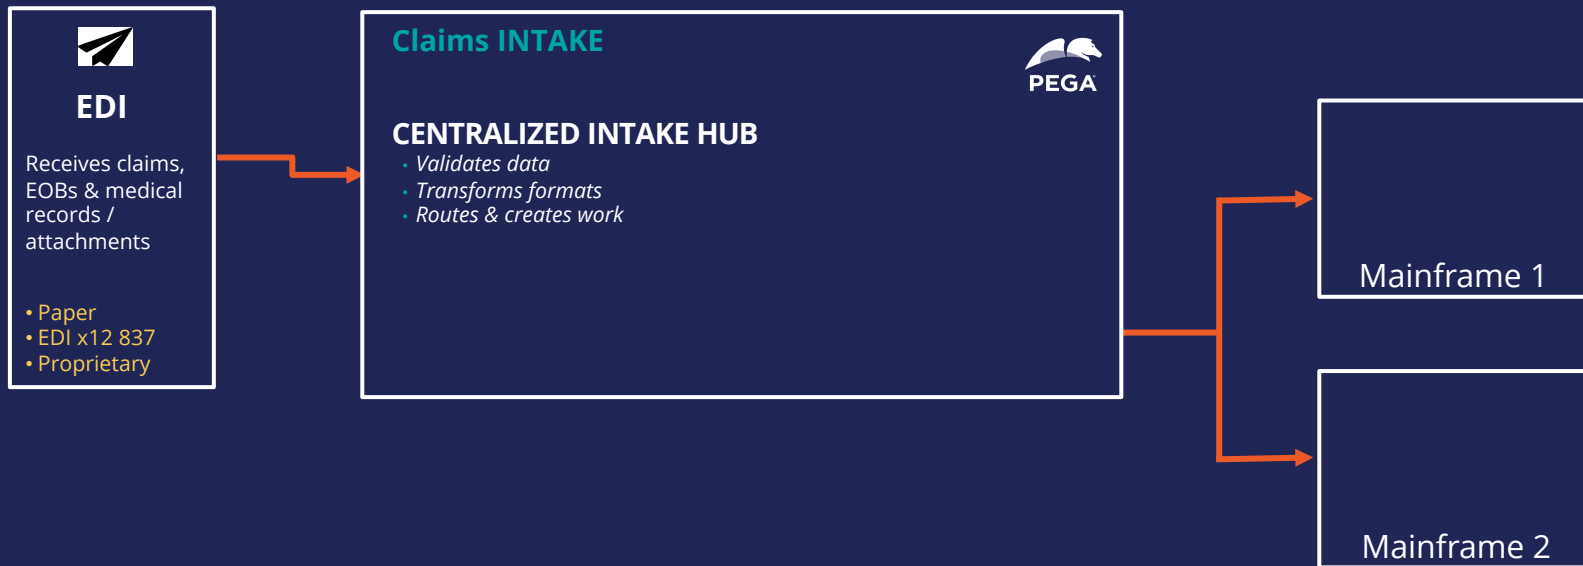 EDI
Receives claims,
EOBs & medical
records /
attachments
• Paper
• EDI x12 837
• Proprietary
Claims INTAKE
PEGA
CENTRALIZED INTAKE HUB
• Validates data
• Transforms formats
• Routes & creates work
Mainframe 1
Mainframe 2